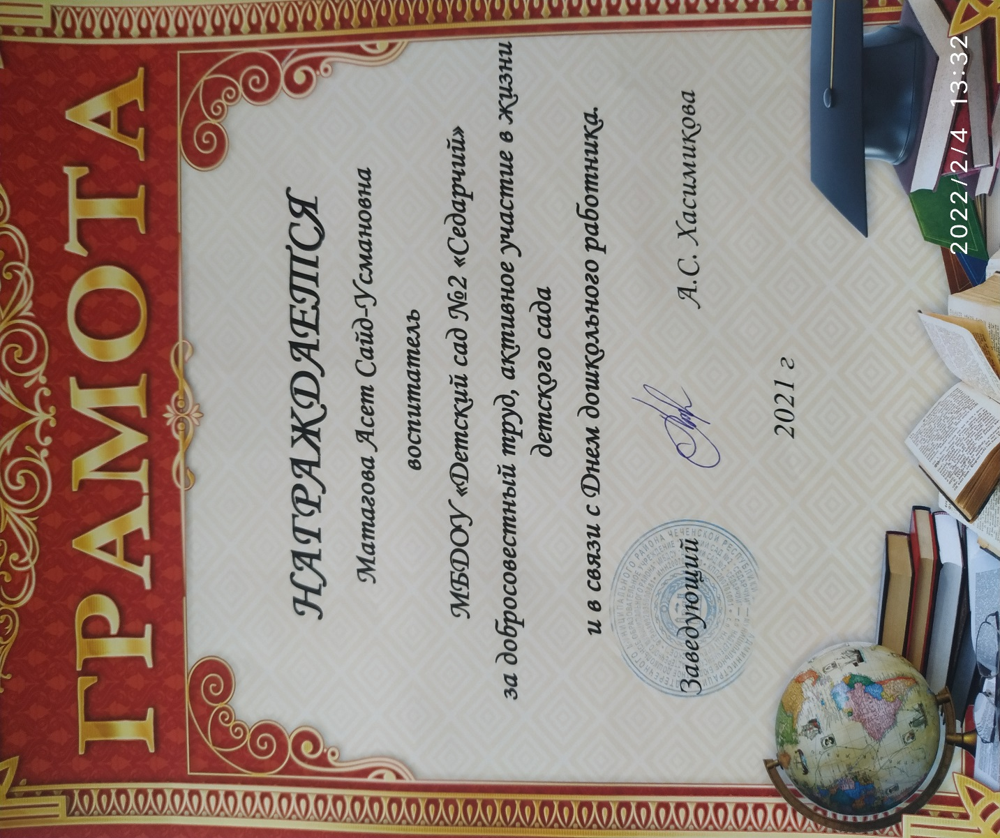 ГРАМОТА
НАГРАЖДАЕТСЯ
Матагова Асет Сайд-Усмановна
воспитатель
МБДОУ «Детский сад №2 «Седарчий»
за добросовестный труд, активное участие в жизни
детского сада
и в связи с Днем дошкольного работника.
Заведующий А.С. Хасимикова
2021 г
2022/2/4 13:32